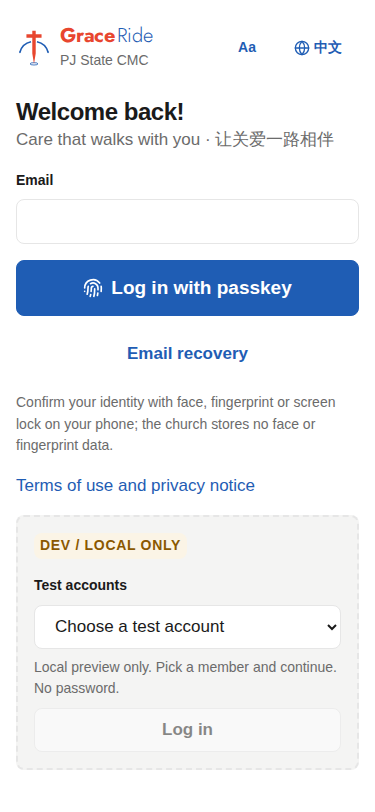 GraceRide
PJ State CMC
Aa
中文
Welcome back!
Care that walks with you · 让关爱一路相伴
Email
Log in with passkey
Email recovery
Confirm your identity with face, fingerprint or screen
lock on your phone; the church stores no face or
fingerprint data.
Terms of use and privacy notice
DEV / LOCAL ONLY
Test accounts
Choose a test account
Local preview only. Pick a member and continue.
No password.
Log in